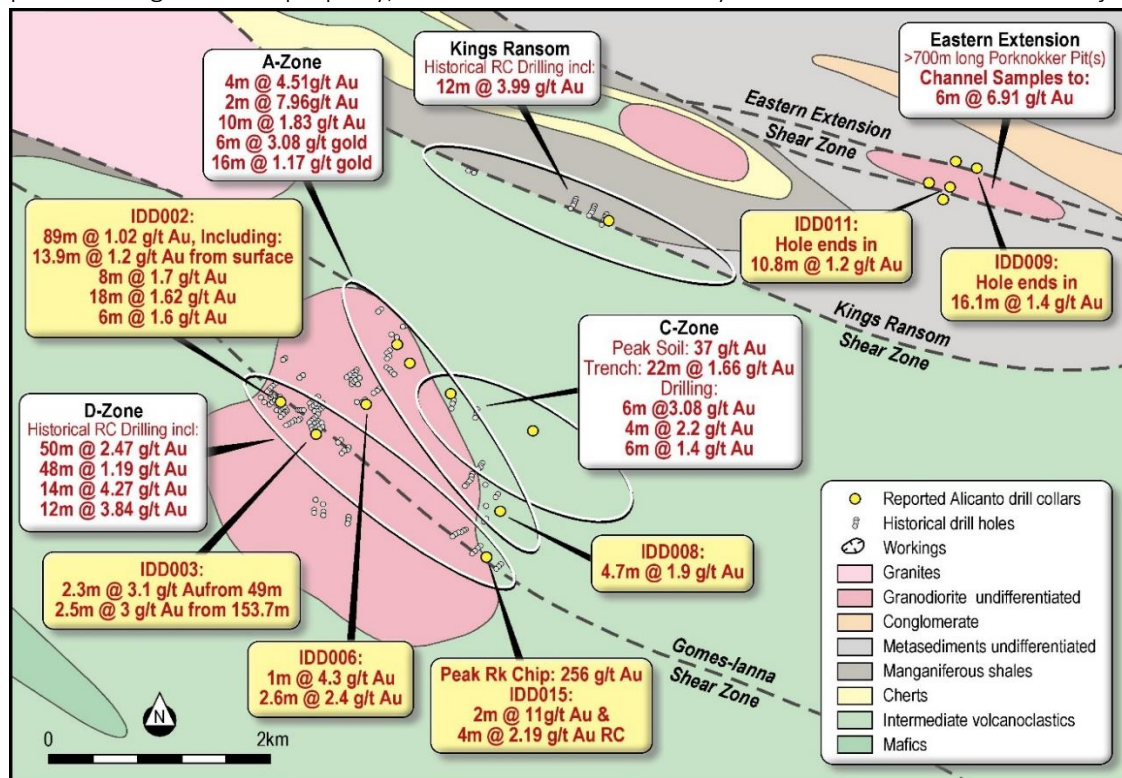 A-Zone
4m @ 4.51g/t Au
2m @ 7.96g/t Au
10m @ 1.83 g/t Au
6m @ 3.08 g/t gold
16m @ 1.17 g/t gold
Kings Ransom
Historical RC Drilling incl:
12m @ 3.99 g/t Au
Eastern Extension
>700m long Porknokker Pit(s)
Channel Samples to:
6m @ 6.91 g/t Au
Eastern Extension
Shear Zone
IDD002:
89m @ 1.02 g/t Au, Including:
13.9m @ 1.2 g/t Au from surface
8m @ 1.7 g/t Au
18m @ 1.62 g/t Au
6m @ 1.6 g/t Au
IDD011:
Hole ends in
10.8m @ 1.2 g/t Au
IDD009:
Hole ends in
16.1m @ 1.4 g/t Au
Kings Ransom
Shear Zone
C-Zone
Peak Soil: 37 g/t Au
Trench: 22m @ 1.66 g/t Au
Drilling:
6m @3.08 g/t Au
4m @ 2.2 g/t Au
6m @ 1.4 g/t Au
D-Zone
Historical RC Drilling incl:
50m @ 2.47 g/t Au
48m @ 1.19 g/t Au
14m @ 4.27 g/t Au
12m @ 3.84 g/t Au
IDD003:
2.3m @ 3.1 g/t Aufrom 49m
2.5m @ 3 g/t Au from 153.7m
IDD008:
4.7m @ 1.9 g/t Au
IDD006:
1m @ 4.3 g/t Au
2.6m @ 2.4 g/t Au
Peak Rk Chip: 256 g/t Au
IDD015:
2m @ 11g/t Au &
4m @ 2.19 g/t Au RC
Gomes-Ianna
Shear Zone
N
0 2km
Reported Alicanto drill collars
Historical drill holes
Workings
Granites
Granodiorite undifferentiated
Conglomerate
Metasediments undifferentiated
Manganiferous shales
Cherts
Intermediate volcanoclastics
Mafics